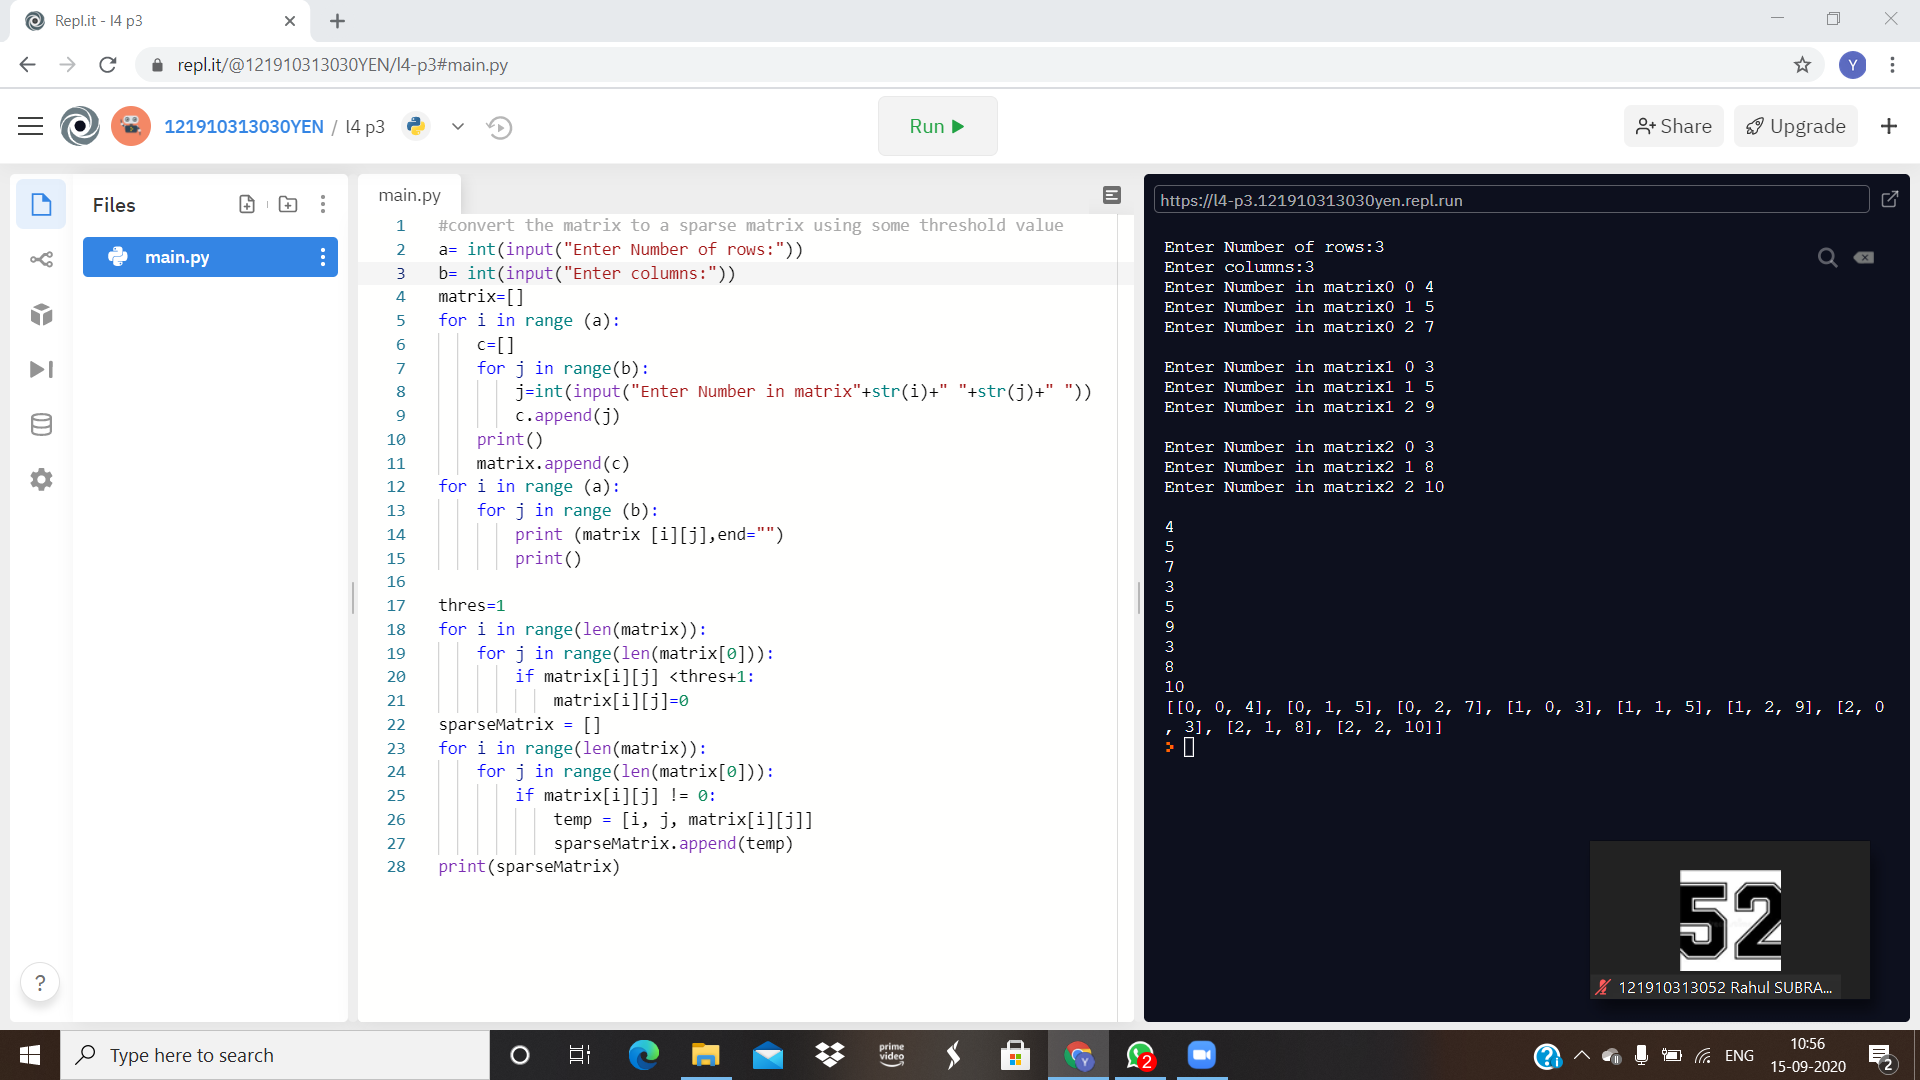 Repl.it - l4 p3
repl.it/@121910313030YEN/l4-p3#main.py
Y
121910313030YEN / l4 p3
Run
Share
Upgrade
Files
main.py
main.py
1 #convert the matrix to a sparse matrix using some threshold value
2 a= int(input("Enter Number of rows:"))
3 b= int(input("Enter columns:"))
4 matrix=[]
5 for i in range (a):
6 c=[]
7 for j in range(b):
8 j=int(input("Enter Number in matrix"+str(i)+" "+str(j)+" "))
9 c.append(j)
10 print()
11 matrix.append(c)
12 for i in range (a):
13 for j in range (b):
14 print (matrix [i][j],end="")
15 print()
16
17 thres=1
18 for i in range(len(matrix)):
19 for j in range(len(matrix[0])):
20 if matrix[i][j] <thres+1:
21 matrix[i][j]=0
22 sparseMatrix = []
23 for i in range(len(matrix)):
24 for j in range(len(matrix[0])):
25 if matrix[i][j] != 0:
26 temp = [i, j, matrix[i][j]]
27 sparseMatrix.append(temp)
28 print(sparseMatrix)
https://l4-p3.121910313030yen.repl.run
Enter Number of rows:3
Enter columns:3
Enter Number in matrix0 0 4
Enter Number in matrix0 1 5
Enter Number in matrix0 2 7
Enter Number in matrix1 0 3
Enter Number in matrix1 1 5
Enter Number in matrix1 2 9
Enter Number in matrix2 0 3
Enter Number in matrix2 1 8
Enter Number in matrix2 2 10
4
5
7
3
5
9
3
8
10
[[0, 0, 4], [0, 1, 5], [0, 2, 7], [1, 0, 3], [1, 1, 5], [1, 2, 9], [2, 0
, 3], [2, 1, 8], [2, 2, 10]]
52
121910313052 Rahul SUBRA...
?
Type here to search
prime
video
Y
2
ENG
10:56
15-09-2020
2